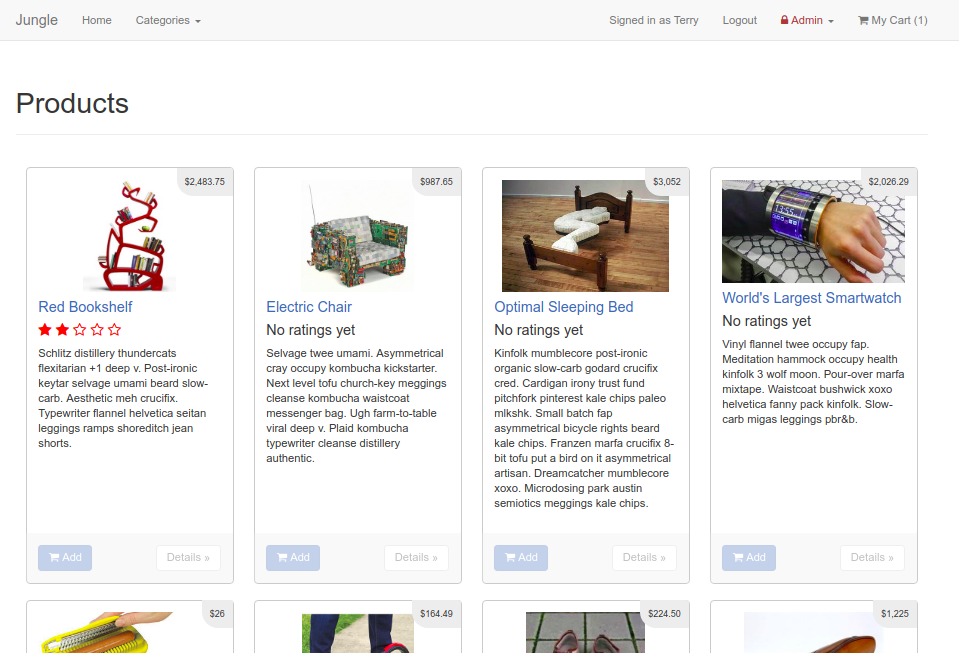 Jungle Home Categories Signed in as Terry Logout Admin My Cart (1)
Products
$2,483.75
Red Bookshelf
Schlitz distillery thundercats
flexitarian +1 deep v. Post-ironic
keytar selvage umami beard slow-
carb. Aesthetic meh crucifix.
Typewriter flannel helvetica seitan
leggings ramps shoreditch jean
shorts.
Add Details »
$987.65
Electric Chair
No ratings yet
Selvage twee umami. Asymmetrical
cray occupy kombucha kickstarter.
Next level tofu church-key meggings
cleanse kombucha waistcoat
messenger bag. Ugh farm-to-table
viral deep v. Plaid kombucha
typewriter cleanse distillery
authentic.
Add Details »
$3,052
Optimal Sleeping Bed
No ratings yet
Kinfolk mumblecore post-ironic
organic slow-carb godard crucifix
cred. Cardigan irony trust fund
pitchfork pinterest kale chips paleo
mlkshk. Small batch fap
asymmetrical bicycle rights beard
kale chips. Franzen marfa crucifix 8-
bit tofu put a bird on it asymmetrical
artisan. Dreamcatcher mumblecore
xoxo. Microdosing park austin
semiotics meggings kale chips.
Add Details »
$2,026.29
World's Largest Smartwatch
No ratings yet
Vinyl flannel twee occupy fap.
Meditation hammock occupy health
kinfolk 3 wolf moon. Pour-over marfa
mixtape. Waistcoat bushwick xoxo
helvetica fanny pack kinfolk. Slow-
carb migas leggings pbr&b.
Add Details »
$26
$164.49
$224.50
$1,225